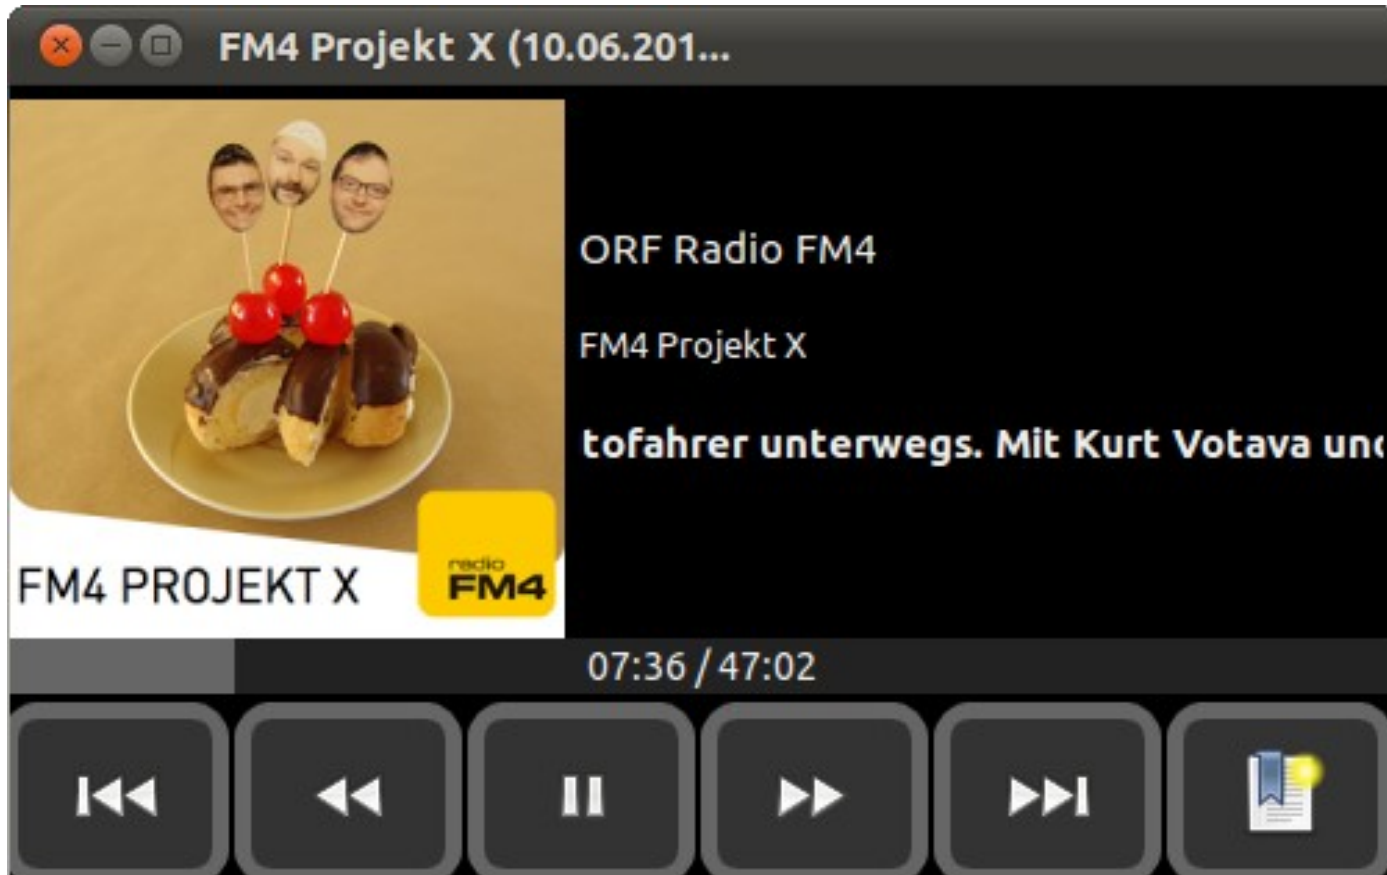 FM4 Projekt X (10.06.201...
ORF Radio FM4
FM4 Projekt X
tofahrer unterwegs. Mit Kurt Votava und
FM4 PROJEKT X
radio
FM4
07:36 / 47:02